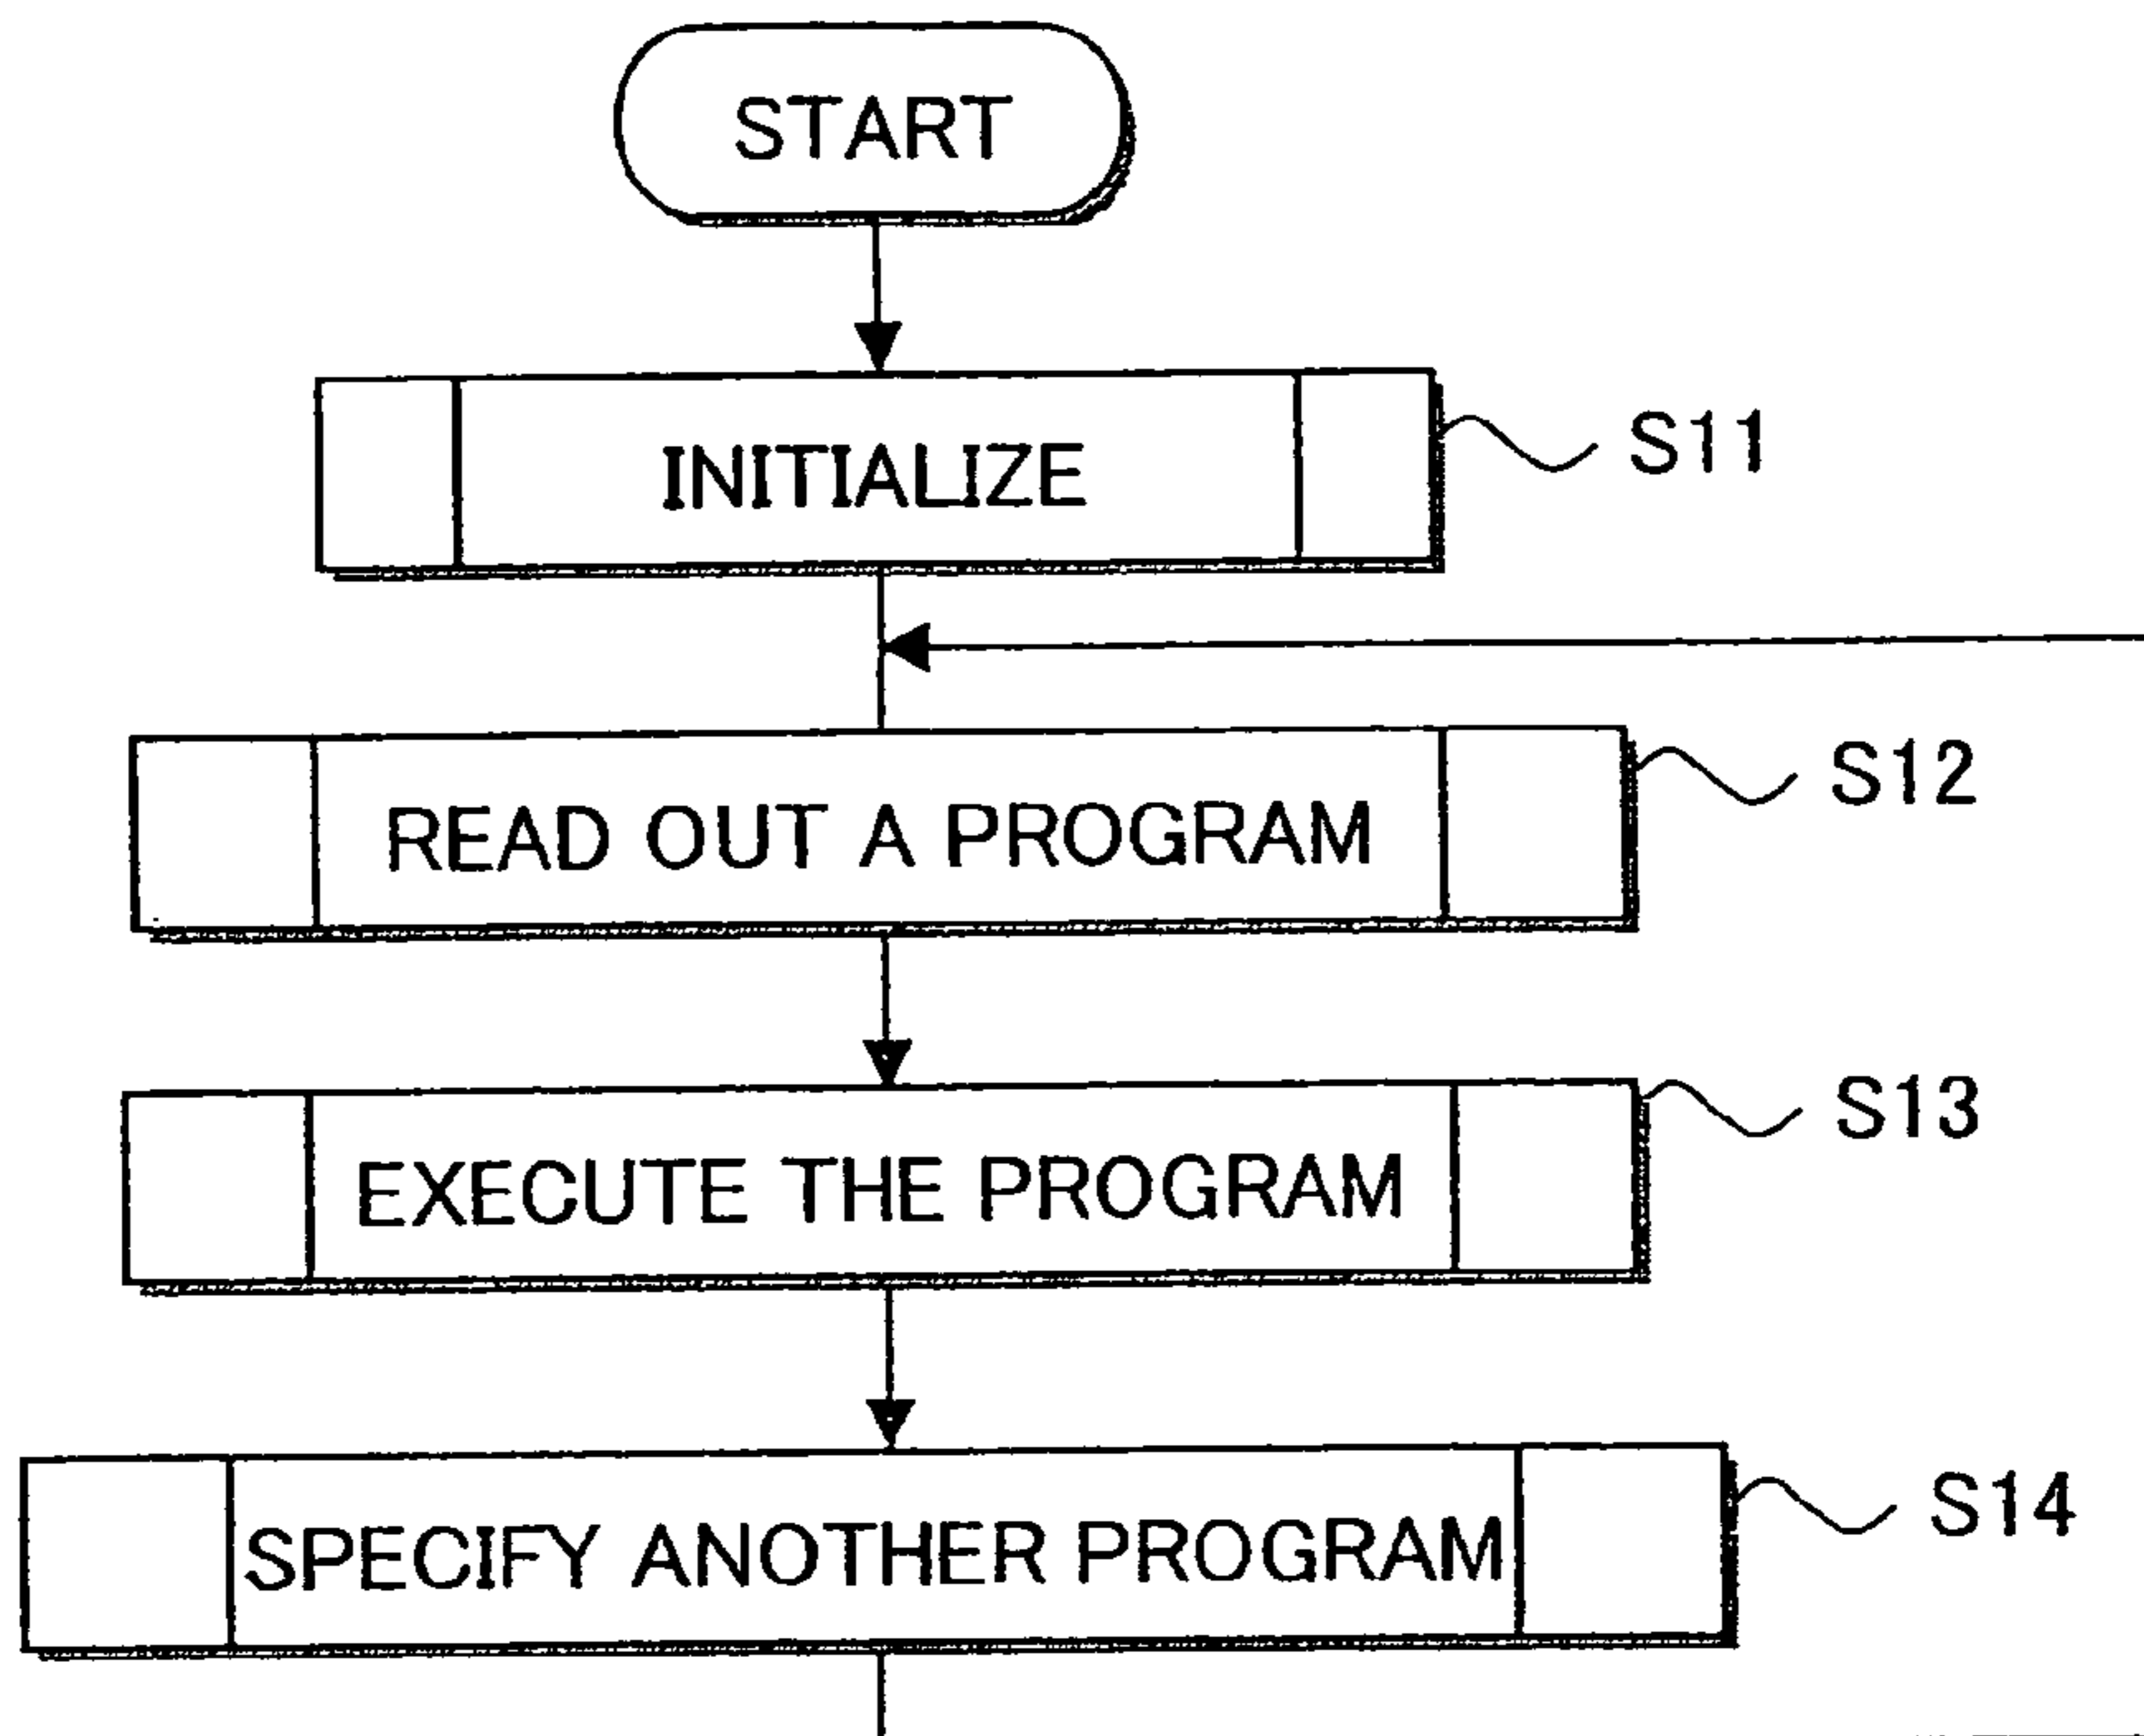 START
INITIALIZE
S11
READ OUT A PROGRAM
S12
EXECUTE THE PROGRAM
S13
SPECIFY ANOTHER PROGRAM
S14